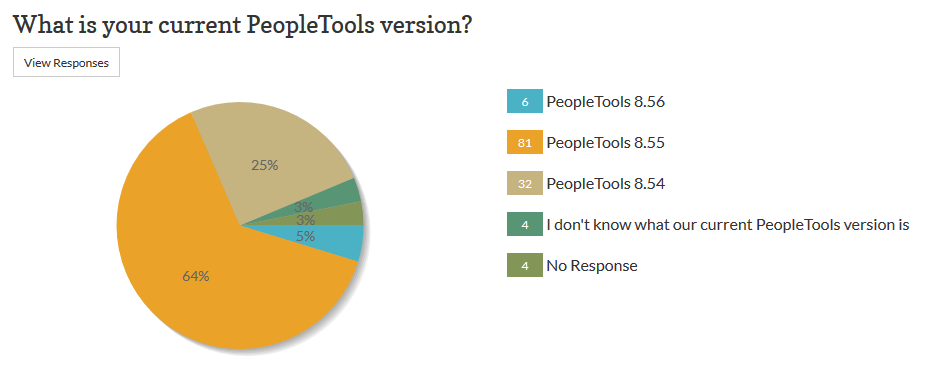 What is your current PeopleTools version?
View Responses
6 PeopleTools 8.56
81 PeopleTools 8.55
32 PeopleTools 8.54
4 I don't know what our current PeopleTools version is
4 No Response
25%
3%
3%
5%
64%